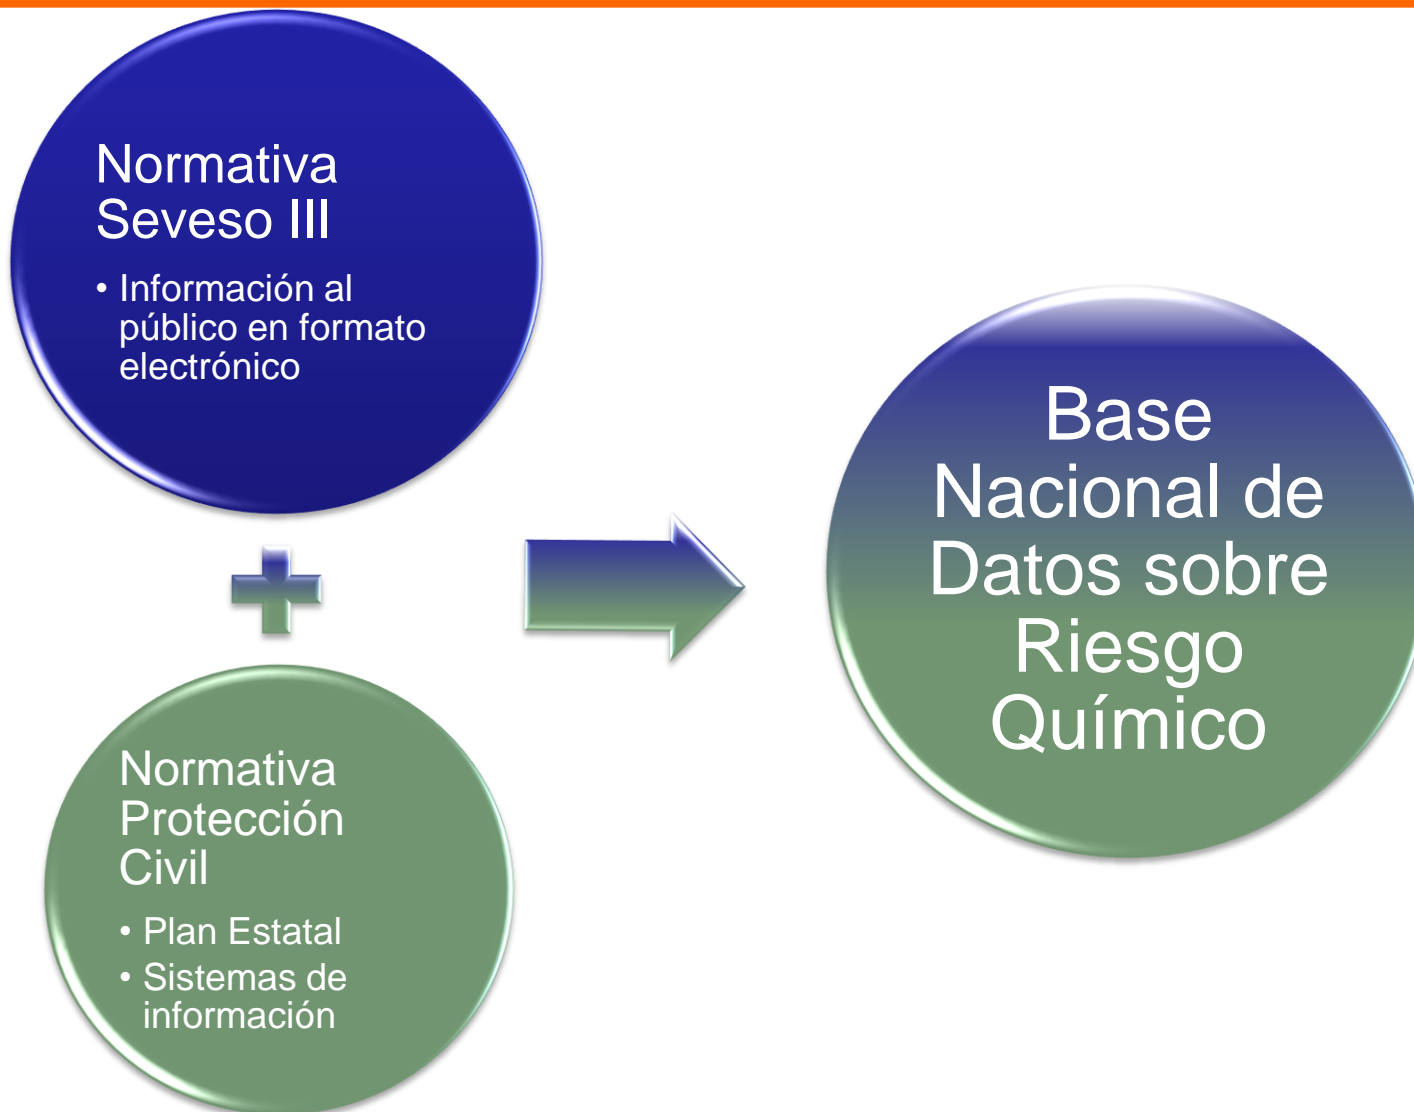 Normativa
Seveso III
• Información al
público en formato
electrónico
Normativa
Protección
Civil
• Plan Estatal
• Sistemas de
información
Base
Nacional de
Datos sobre
Riesgo
Químico